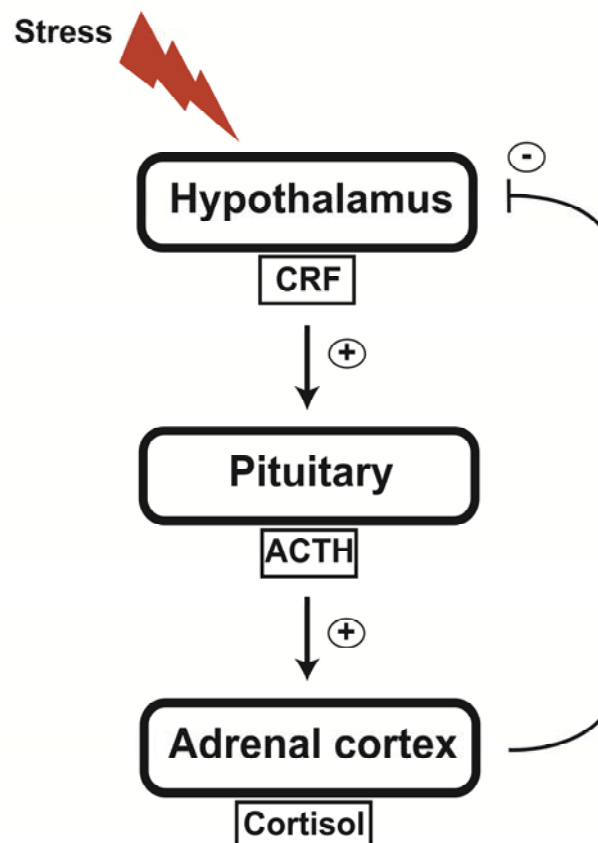 Stress
-
Hypothalamus
CRF
+
Pituitary
ACTH
+
Adrenal cortex
Cortisol